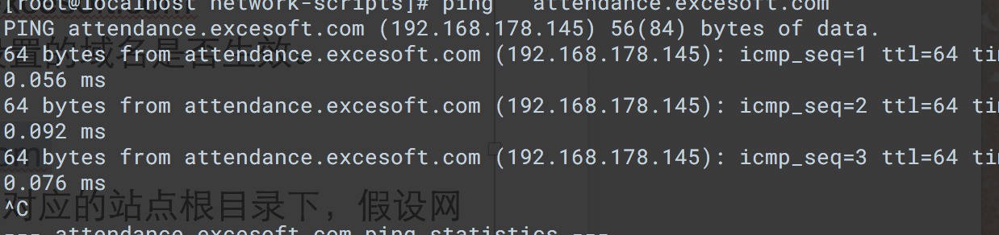 [root@localhost network-scripts]# ping   attendance.excesoft.com
PING attendance.excesoft.com (192.168.178.145) 56(84) bytes of data.
置的域名是否生效。
64 bytes from attendance.excesoft.com (192.168.178.145): icmp_seq=1 ttl=64
0.056 ms
64 bytes from attendance.excesoft.com (192.168.178.145): icmp_seq=2 ttl=64
0.092 ms
64 bytes from attendance.excesoft.com (192.168.178.145): icmp_seq=3 ttl=64
0.076 ms
对应的站点根目录下，假设网
^C
--- attendance.excesoft.com ping statistics ---